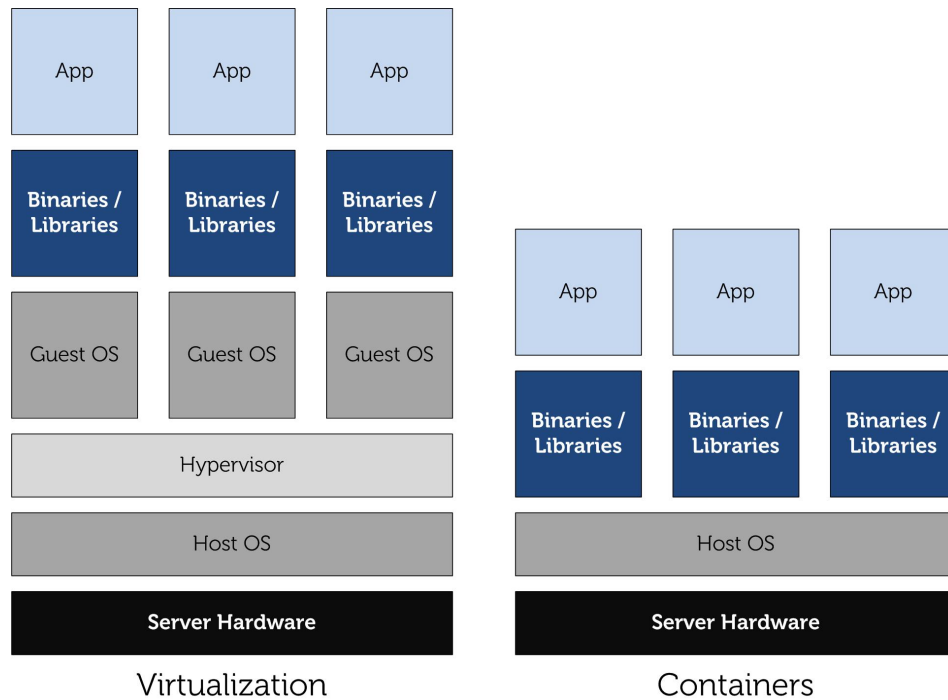 App App App
Binaries / Binaries / Binaries /
Libraries Libraries Libraries
App App App
Guest OS Guest OS Guest OS
Binaries / Binaries / Binaries /
Libraries Libraries Libraries
Hypervisor
Host OS Host OS
Server Hardware Server Hardware
Virtualization Containers